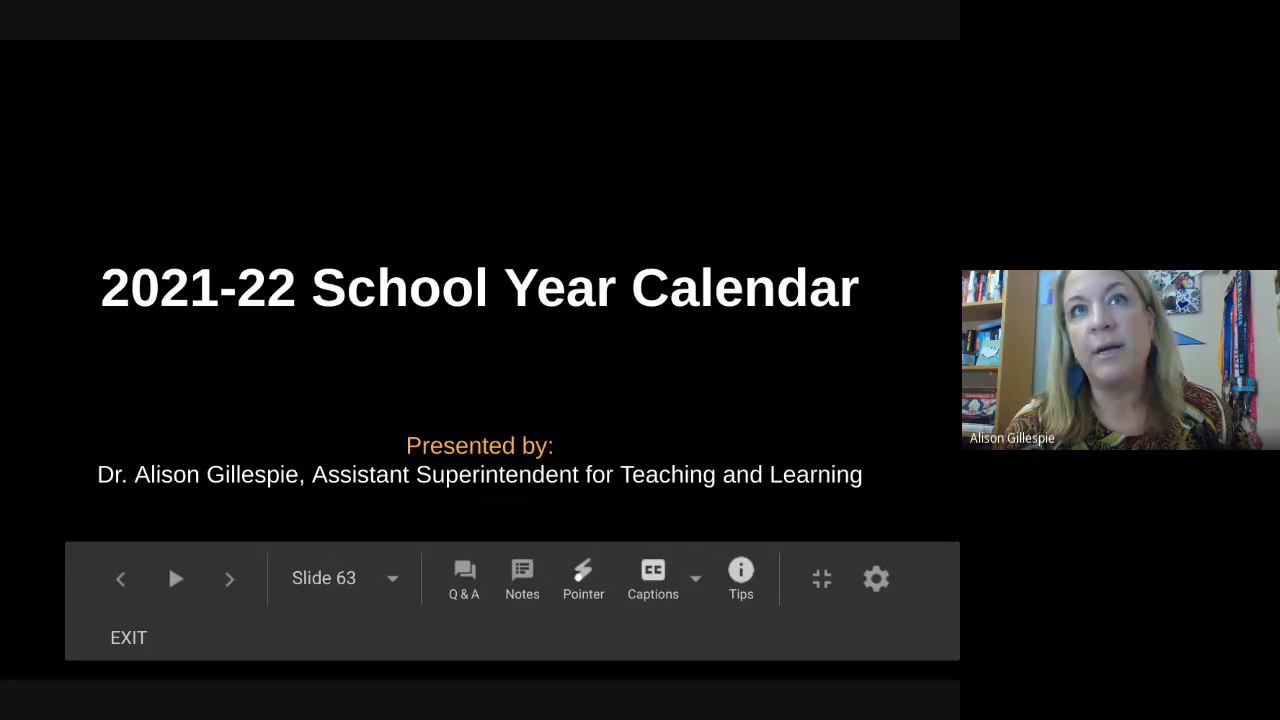 2021-22 School Year Calendar
Presented by:
Dr. Alison Gillespie, Assistant Superintendent for Teaching and Learning
Alison Gillespie
Slide 63
Q & A
Notes
Pointer
CC
Captions
Tips
EXIT